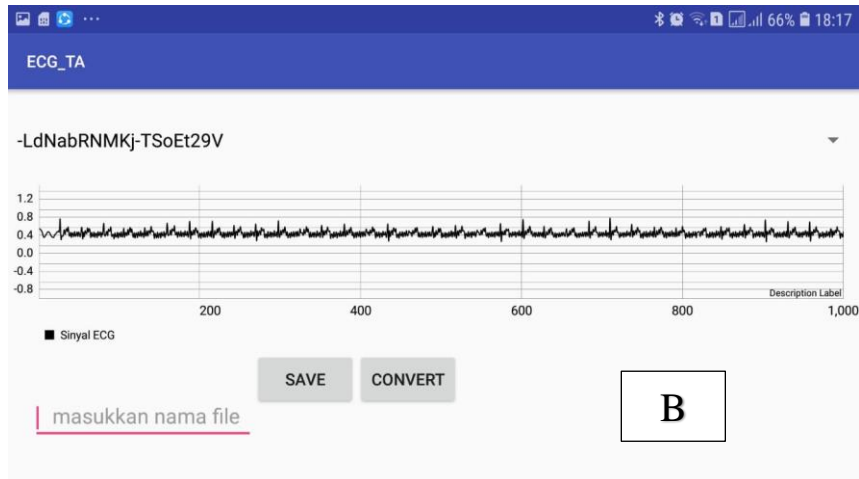 66% 18:17
ECG_TA
-LdNabRNMKj-TSoEt29V
1.2
0.8
0.4
0.0
-0.4
-0.8
Description Label
200 400 600 800 1,000
Sinyal ECG
SAVE CONVERT
masukkan nama file
B